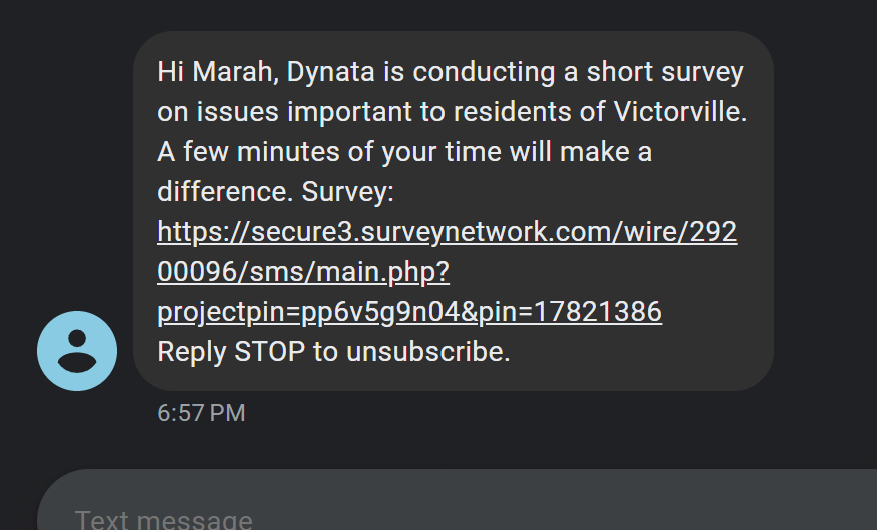 Hi Marah, Dynata is conducting a short survey
on issues important to residents of Victorville.
A few minutes of your time will make a
difference. Survey:
https://secure3.surveynetwork.com/wire/292
00096/sms/main.php?
projectpin=pp6v5g9n04&pin=17821386
Reply STOP to unsubscribe.
6:57 PM
Text message